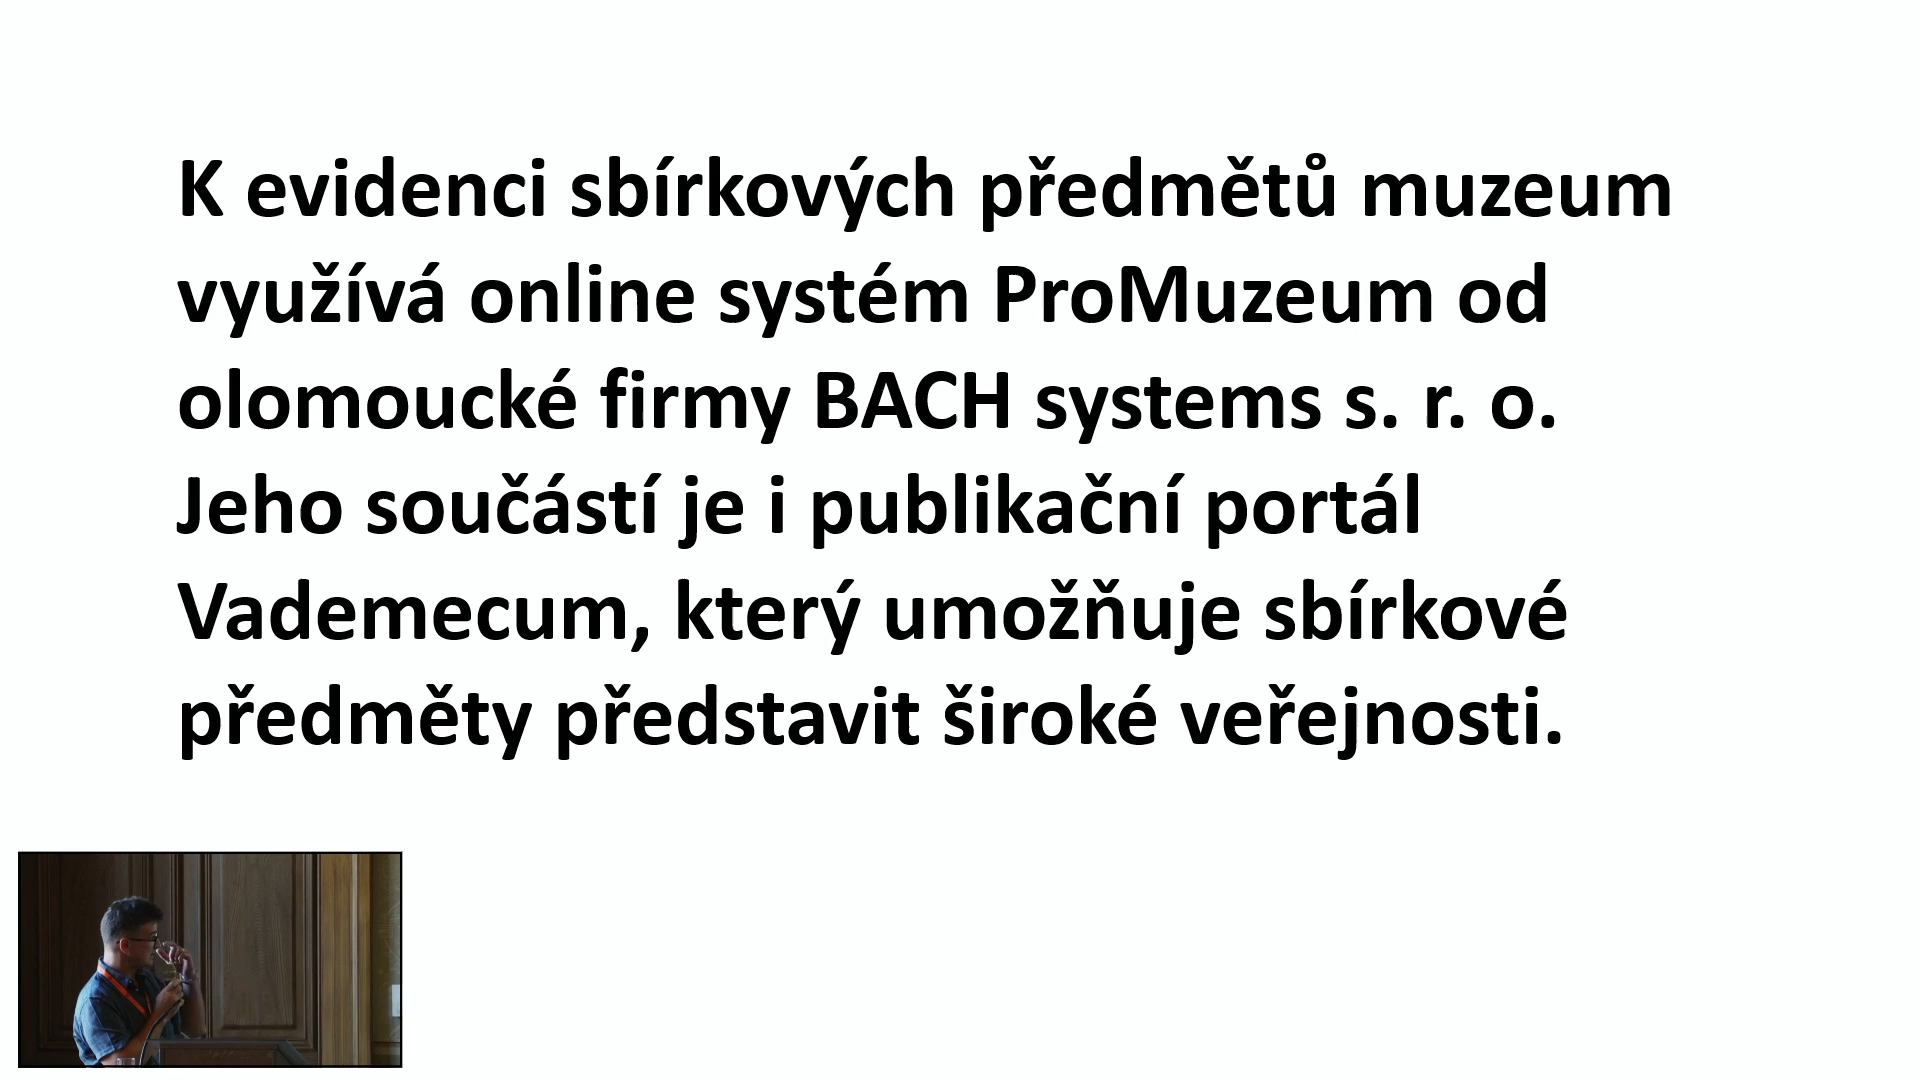 K evidenci sbírkových předmětů muzeum
využívá online systém ProMuzeum od
olomoucké firmy BACH systems s. r. o.
Jeho součástí je i publikační portál
Vademecum, který umožňuje sbírkové
předměty představit široké veřejnosti.